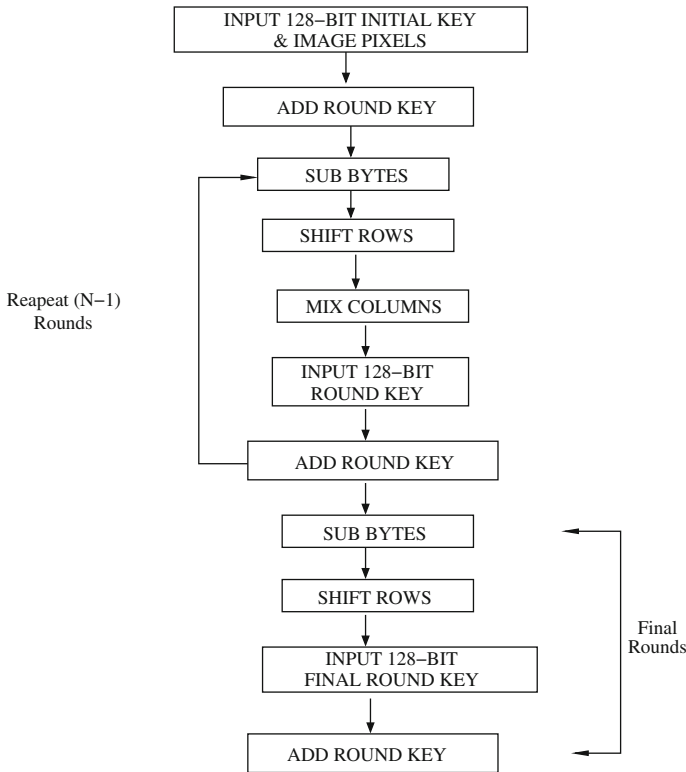 INPUT 128−BIT INITIAL KEY
& IMAGE PIXELS
ADD ROUND KEY
SUB BYTES
SHIFT ROWS
Reapeat (N−1)
Rounds
MIX COLUMNS
INPUT 128−BIT
ROUND KEY
ADD ROUND KEY
SUB BYTES
SHIFT ROWS
Final
Rounds
INPUT 128−BIT
FINAL ROUND KEY
ADD ROUND KEY